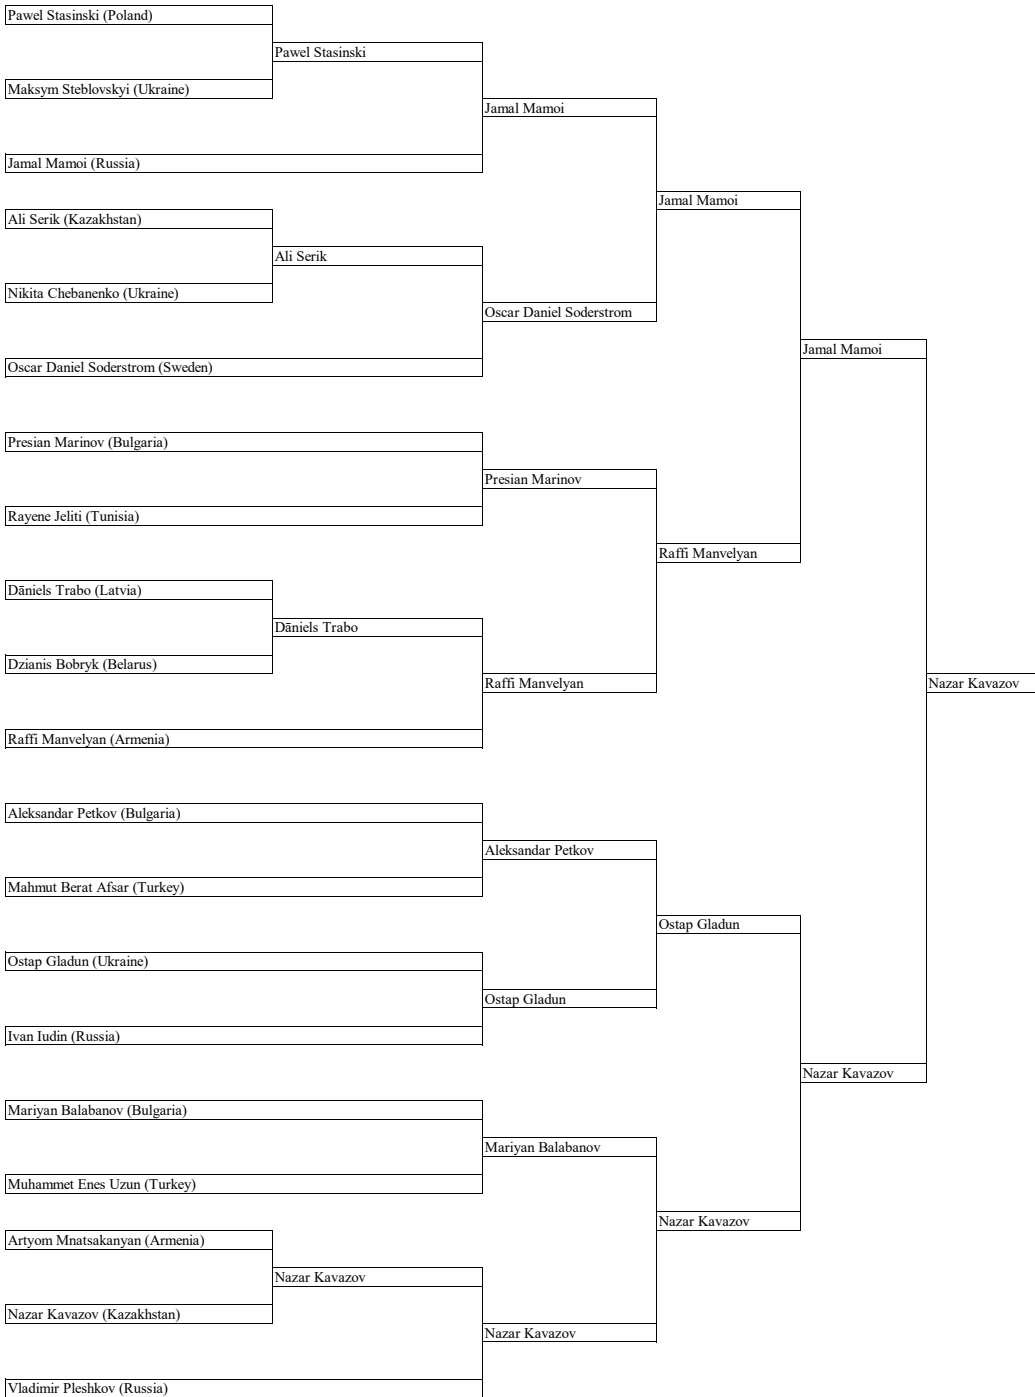 Pawel Stasinski (Poland)
Pawel Stasinski
Maksym Steblovskyi (Ukraine)
Jamal Mamoi
Jamal Mamoi (Russia)
Jamal Mamoi
Ali Serik (Kazakhstan)
Ali Serik
Nikita Chebanenko (Ukraine)
Oscar Daniel Soderstrom
Jamal Mamoi
Oscar Daniel Soderstrom (Sweden)
Presian Marinov (Bulgaria)
Presian Marinov
Rayene Jeliti (Tunisia)
Raffi Manvelyan
Dāniels Trabo (Latvia)
Dāniels Trabo
Dzianis Bobryk (Belarus)
Raffi Manvelyan
Nazar Kavazov
Raffi Manvelyan (Armenia)
Aleksandar Petkov (Bulgaria)
Aleksandar Petkov
Mahmut Berat Afsar (Turkey)
Ostap Gladun
Ostap Gladun (Ukraine)
Ostap Gladun
Ivan Iudin (Russia)
Nazar Kavazov
Mariyan Balabanov (Bulgaria)
Mariyan Balabanov
Muhammet Enes Uzun (Turkey)
Nazar Kavazov
Artyom Mnatsakanyan (Armenia)
Nazar Kavazov
Nazar Kavazov (Kazakhstan)
Nazar Kavazov
Vladimir Pleshkov (Russia)